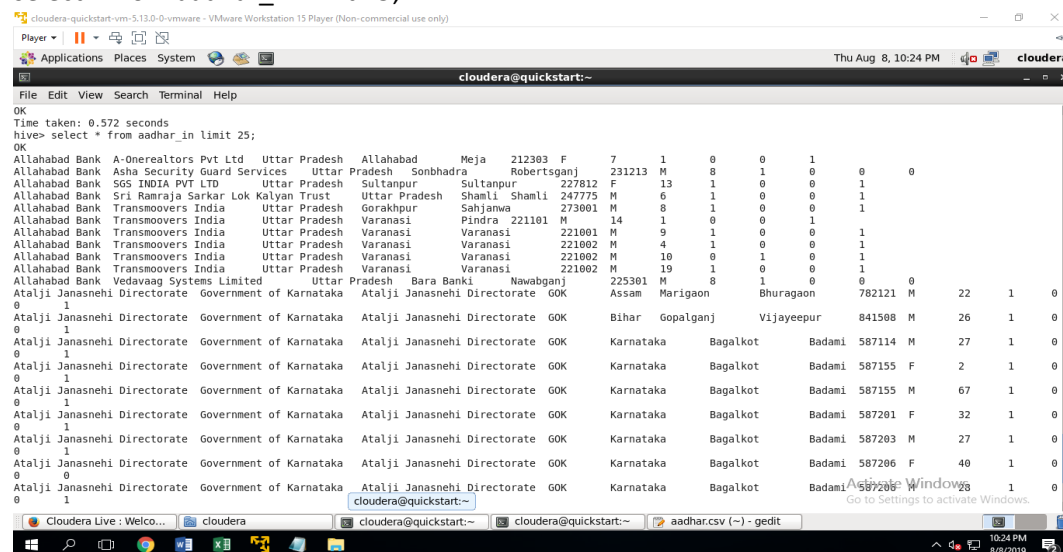 cloudera-quickstart-vm-5.13.0-0-vmware - VMware Workstation 15 Player (Non-commercial use only)
Player
Applications Places System Thu Aug 8, 10:24 PM clouder
cloudera@quickstart:~
File Edit View Search Terminal Help
OK
Time taken: 0.572 seconds
hive> select * from aadhar_in limit 25;
OK
Allahabad Bank A-Onerealtors Pvt Ltd Uttar Pradesh Allahabad Meja 212303 F 7 1 0 0 1
Allahabad Bank Asha Security Guard Services Uttar Pradesh Sonbhadra Robertsganj 231213 M 8 1 0 0 0
Allahabad Bank SGS INDIA PVT LTD Uttar Pradesh Sultanpur Sultanpur 227812 F 13 1 0 0 1
Allahabad Bank Sri Ramraja Sarkar Lok Kalyan Trust Uttar Pradesh Shamli Shamli 247775 M 6 1 0 0 1
Allahabad Bank Transmoovers India Uttar Pradesh Gorakhpur Sahjanwa 273001 M 8 1 0 0 1
Allahabad Bank Transmoovers India Uttar Pradesh Varanasi Pindra 221101 M 14 1 0 0 1
Allahabad Bank Transmoovers India Uttar Pradesh Varanasi Varanasi 221001 M 9 1 0 0 1
Allahabad Bank Transmoovers India Uttar Pradesh Varanasi Varanasi 221002 M 4 1 0 0 1
Allahabad Bank Transmoovers India Uttar Pradesh Varanasi Varanasi 221002 M 10 0 1 0 1
Allahabad Bank Transmoovers India Uttar Pradesh Varanasi Varanasi 221002 M 19 1 0 0 1
Allahabad Bank Vedavaag Systems Limited Uttar Pradesh Bara Banki Nawabganj 225301 M 8 1 0 0 0
Atalji Janasnehi Directorate Government of Karnataka Atalji Janasnehi Directorate GOK Assam Marigaon Bhuragaon 782121 M 22 1 0
0 1
Atalji Janasnehi Directorate Government of Karnataka Atalji Janasnehi Directorate GOK Bihar Gopalganj Vijayeepur 841508 M 26 1 0
0 1
Atalji Janasnehi Directorate Government of Karnataka Atalji Janasnehi Directorate GOK Karnataka Bagalkot Badami 587114 M 27 1 0
0 1
Atalji Janasnehi Directorate Government of Karnataka Atalji Janasnehi Directorate GOK Karnataka Bagalkot Badami 587155 F 2 1 0
0 1
Atalji Janasnehi Directorate Government of Karnataka Atalji Janasnehi Directorate GOK Karnataka Bagalkot Badami 587155 M 67 1 0
0 1
Atalji Janasnehi Directorate Government of Karnataka Atalji Janasnehi Directorate GOK Karnataka Bagalkot Badami 587201 F 32 1 0
0 1
Atalji Janasnehi Directorate Government of Karnataka Atalji Janasnehi Directorate GOK Karnataka Bagalkot Badami 587203 M 27 1 0
0 1
Atalji Janasnehi Directorate Government of Karnataka Atalji Janasnehi Directorate GOK Karnataka Bagalkot Badami 587206 F 40 1 0
0 0
Atalji Janasnehi Directorate Government of Karnataka Atalji Janasnehi Directorate GOK Karnataka Bagalkot Badami 587206 M 28 1 0
0 1
Activate Windows
Go to Settings to activate Windows.
cloudera@quickstart:~
Cloudera Live : Welco... cloudera cloudera@quickstart:~ cloudera@quickstart:~ aadhar.csv (~) - gedit
10:24 PM
8/8/2019